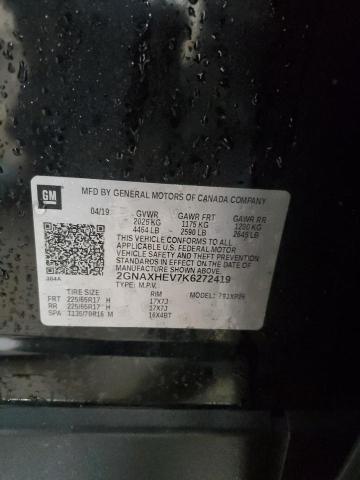 GM
MFD BY GENERAL MOTORS OF CANADA COMPANY
04/19 GVWR GAWR FRT GAWR RR
2025 KG 1175 KG 1200 KG
4464 LB 2590 LB 2645 LB
THIS VEHICLE CONFORMS TO ALL
APPLICABLE U.S. FEDERAL MOTOR
VEHICLE SAFETY AND THEFT PREVENTION
STANDARDS IN EFFECT ON THE DATE OF
MANUFACTURE SHOWN ABOVE.
2GNAXHEV7K6272419
TYPE: M.P.V. MODEL:
TIRE SIZE RIM
FRT 225/65R17 H 17X7J
RR 225/65R17 H 17X7J
SPA T135/70R16 M 16X4BT